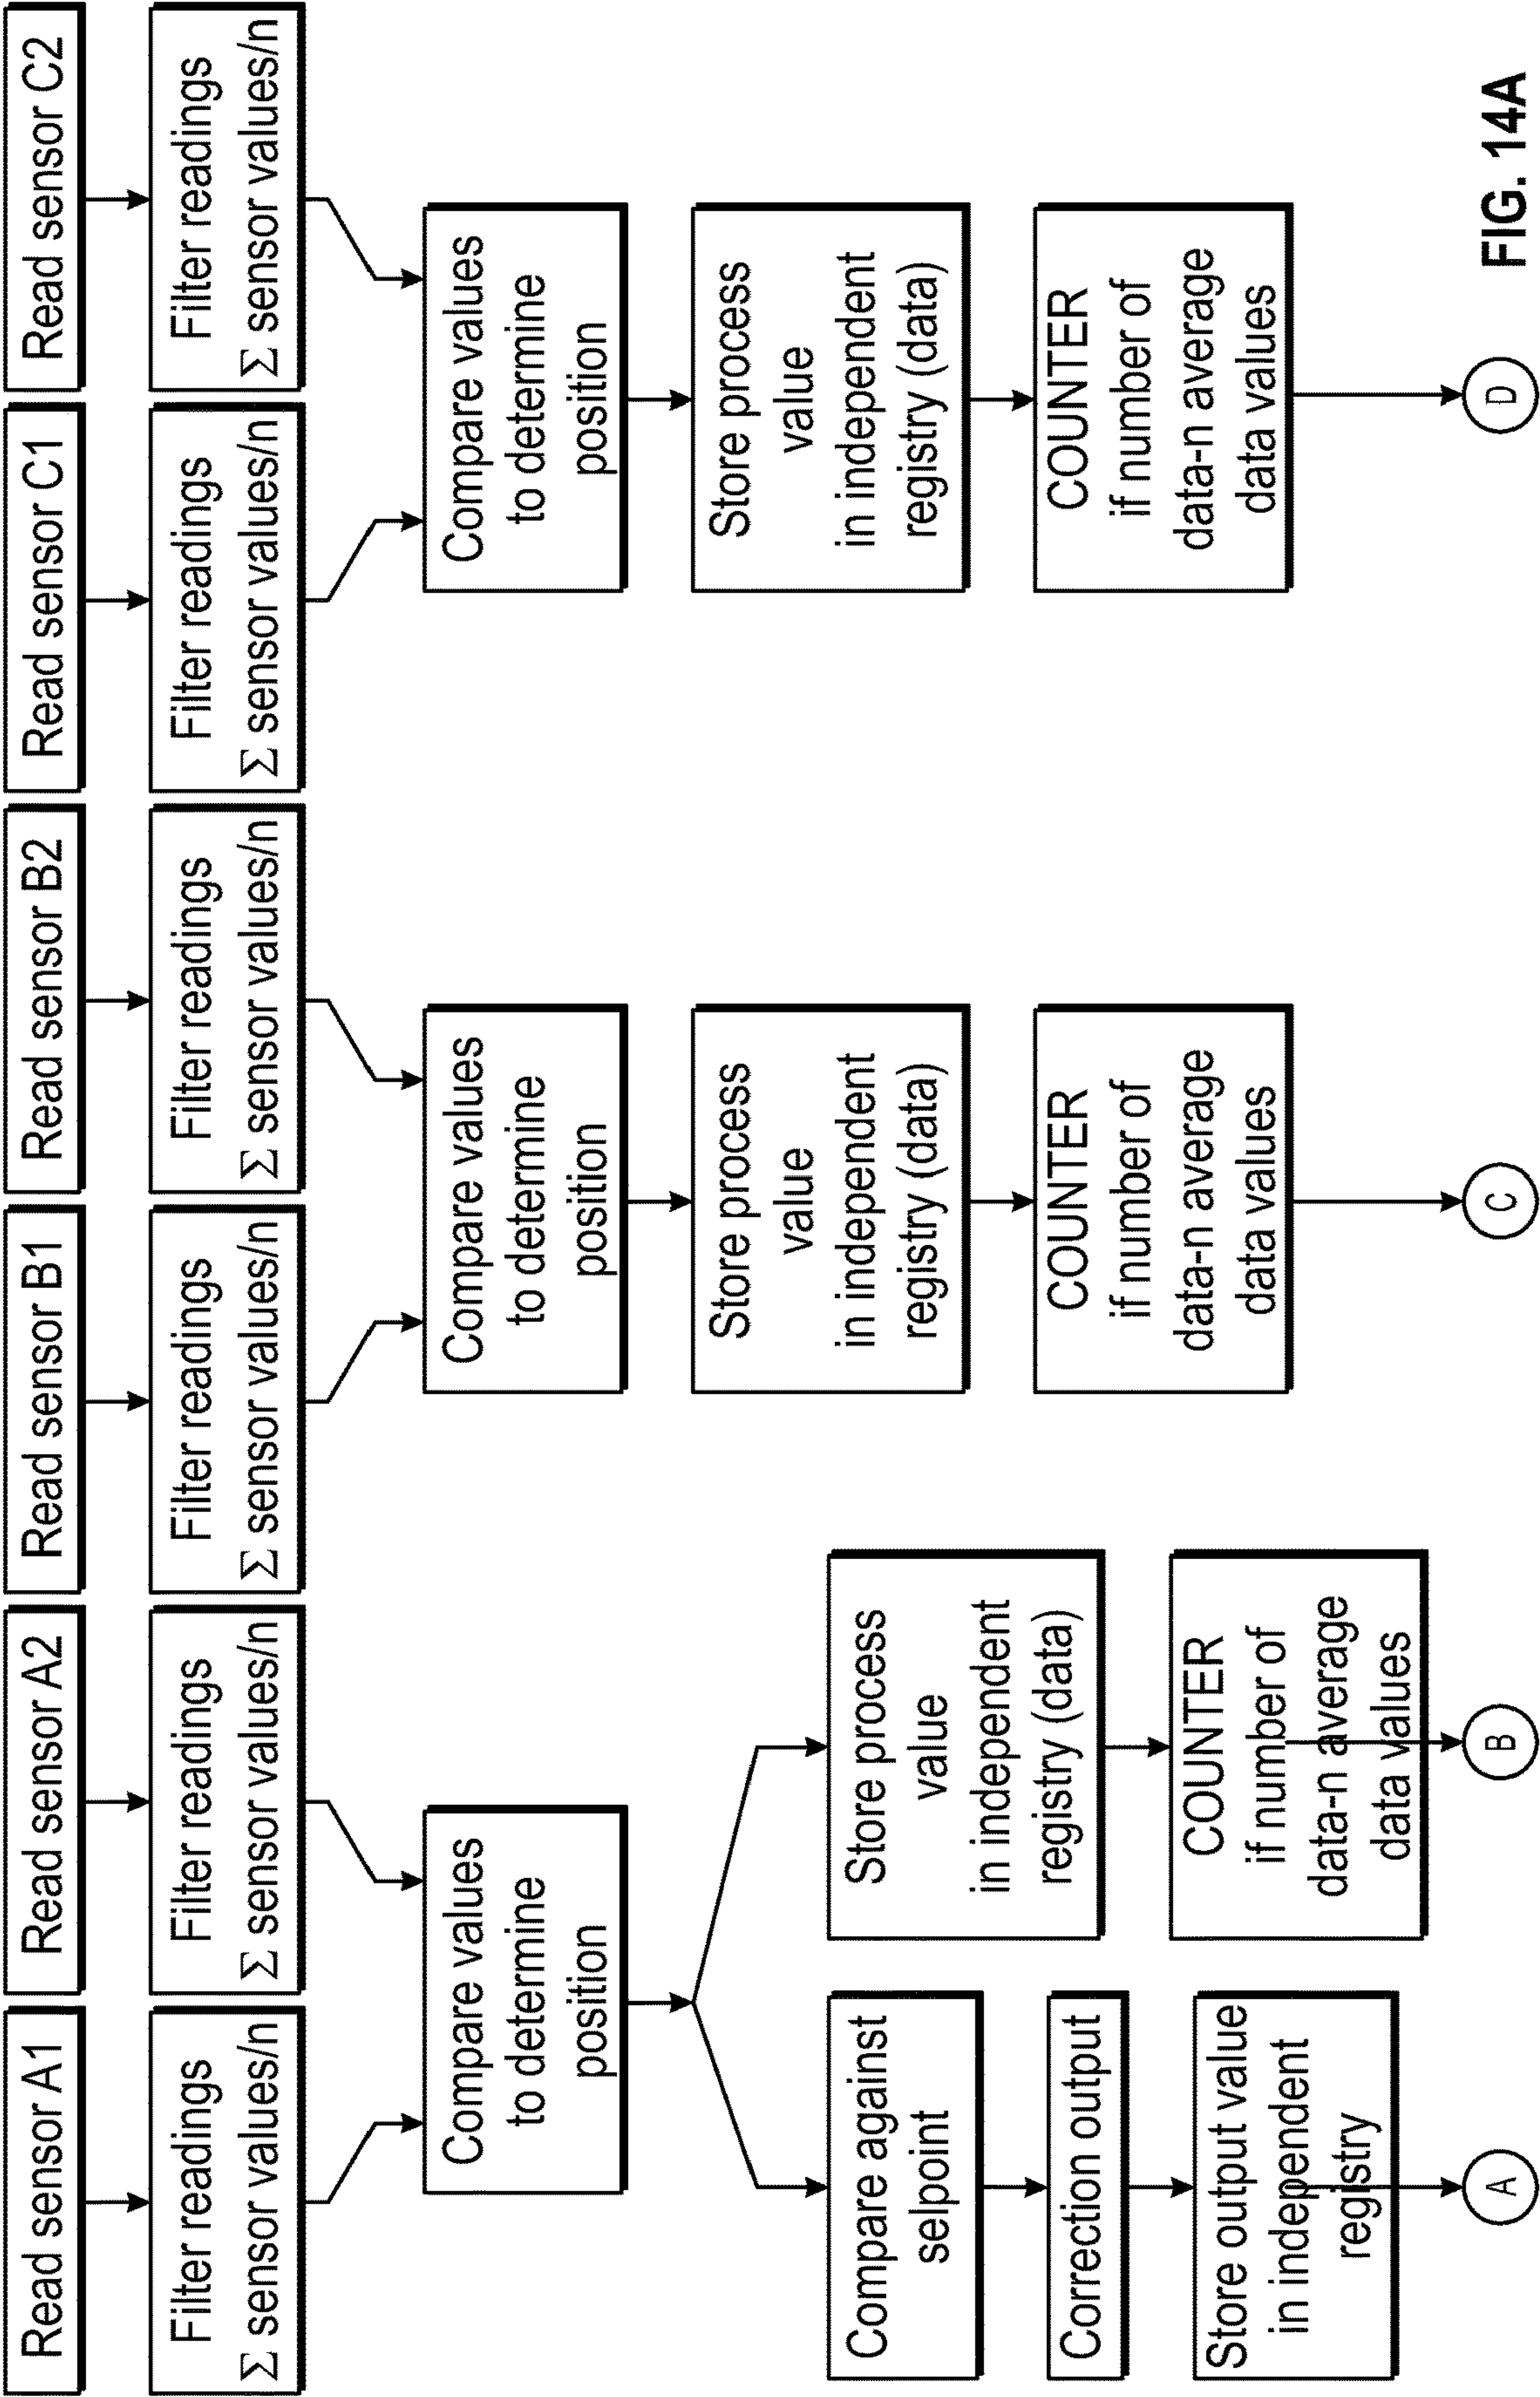 Read sensor A1
Read sensor A2
Read sensor B1
Read sensor B2
Read sensor C1
Read sensor C2
Filter readings
Σ sensor values/n
Filter readings
Σ sensor values/n
Filter readings
Σ sensor values/n
Filter readings
Σ sensor values/n
Filter readings
Σ sensor values/n
Filter readings
Σ sensor values/n
Compare values
to determine
position
Compare values
to determine
position
Compare values
to determine
position
Compare against
selpoint
Correction output
Store output value
in independent
registry
A
Store process
value
in independent
registry (data)
COUNTER
if number of
data-n average
data values
B
Store process
value
in independent
registry (data)
COUNTER
if number of
data-n average
data values
C
Store process
value
in independent
registry (data)
COUNTER
if number of
data-n average
data values
D
FIG. 14A